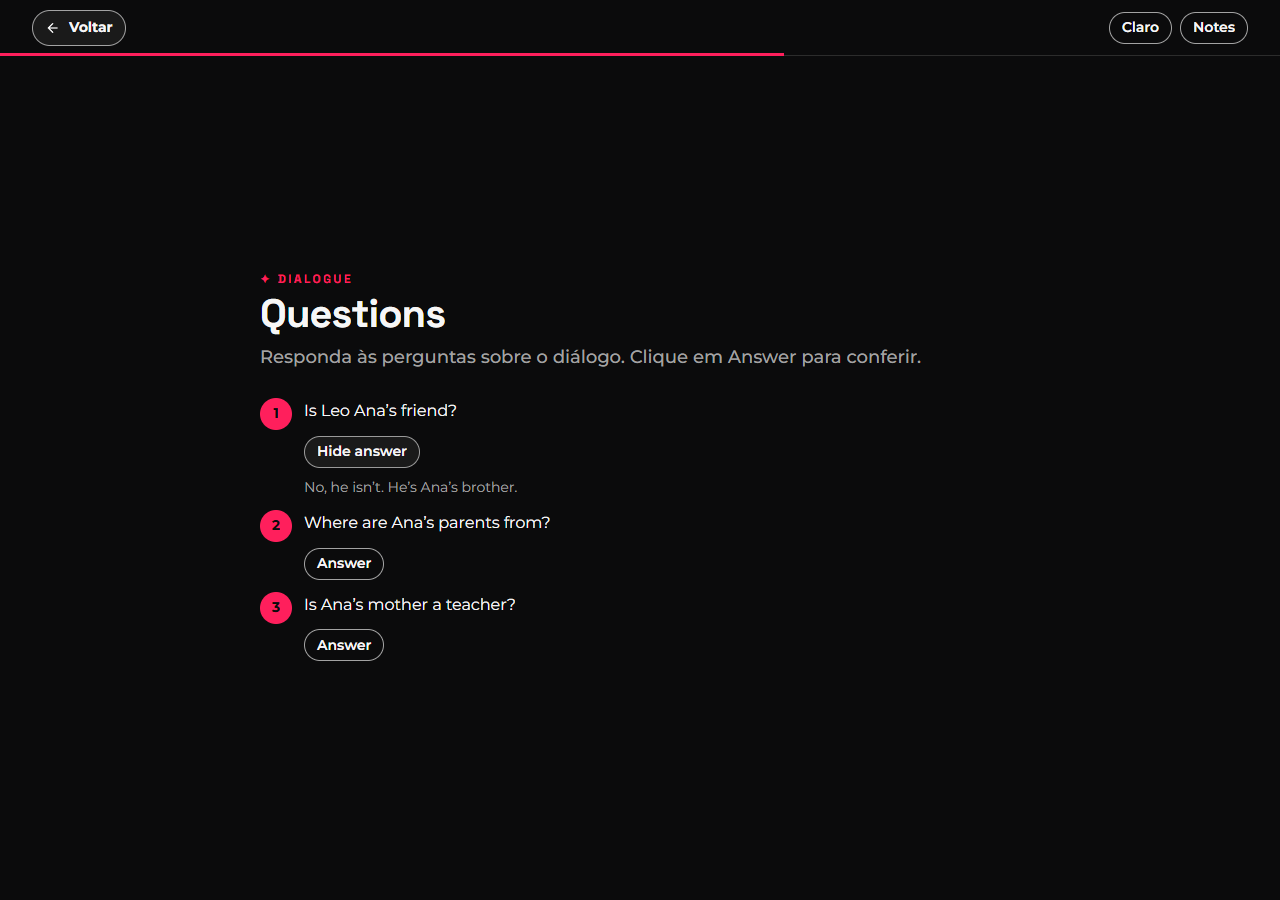 ← Voltar
Claro
Notes
✦ DIALOGUE
Questions
Responda às perguntas sobre o diálogo. Clique em Answer para conferir.
1 Is Leo Ana’s friend?
Hide answer
No, he isn’t. He’s Ana’s brother.
2 Where are Ana’s parents from?
Answer
3 Is Ana’s mother a teacher?
Answer